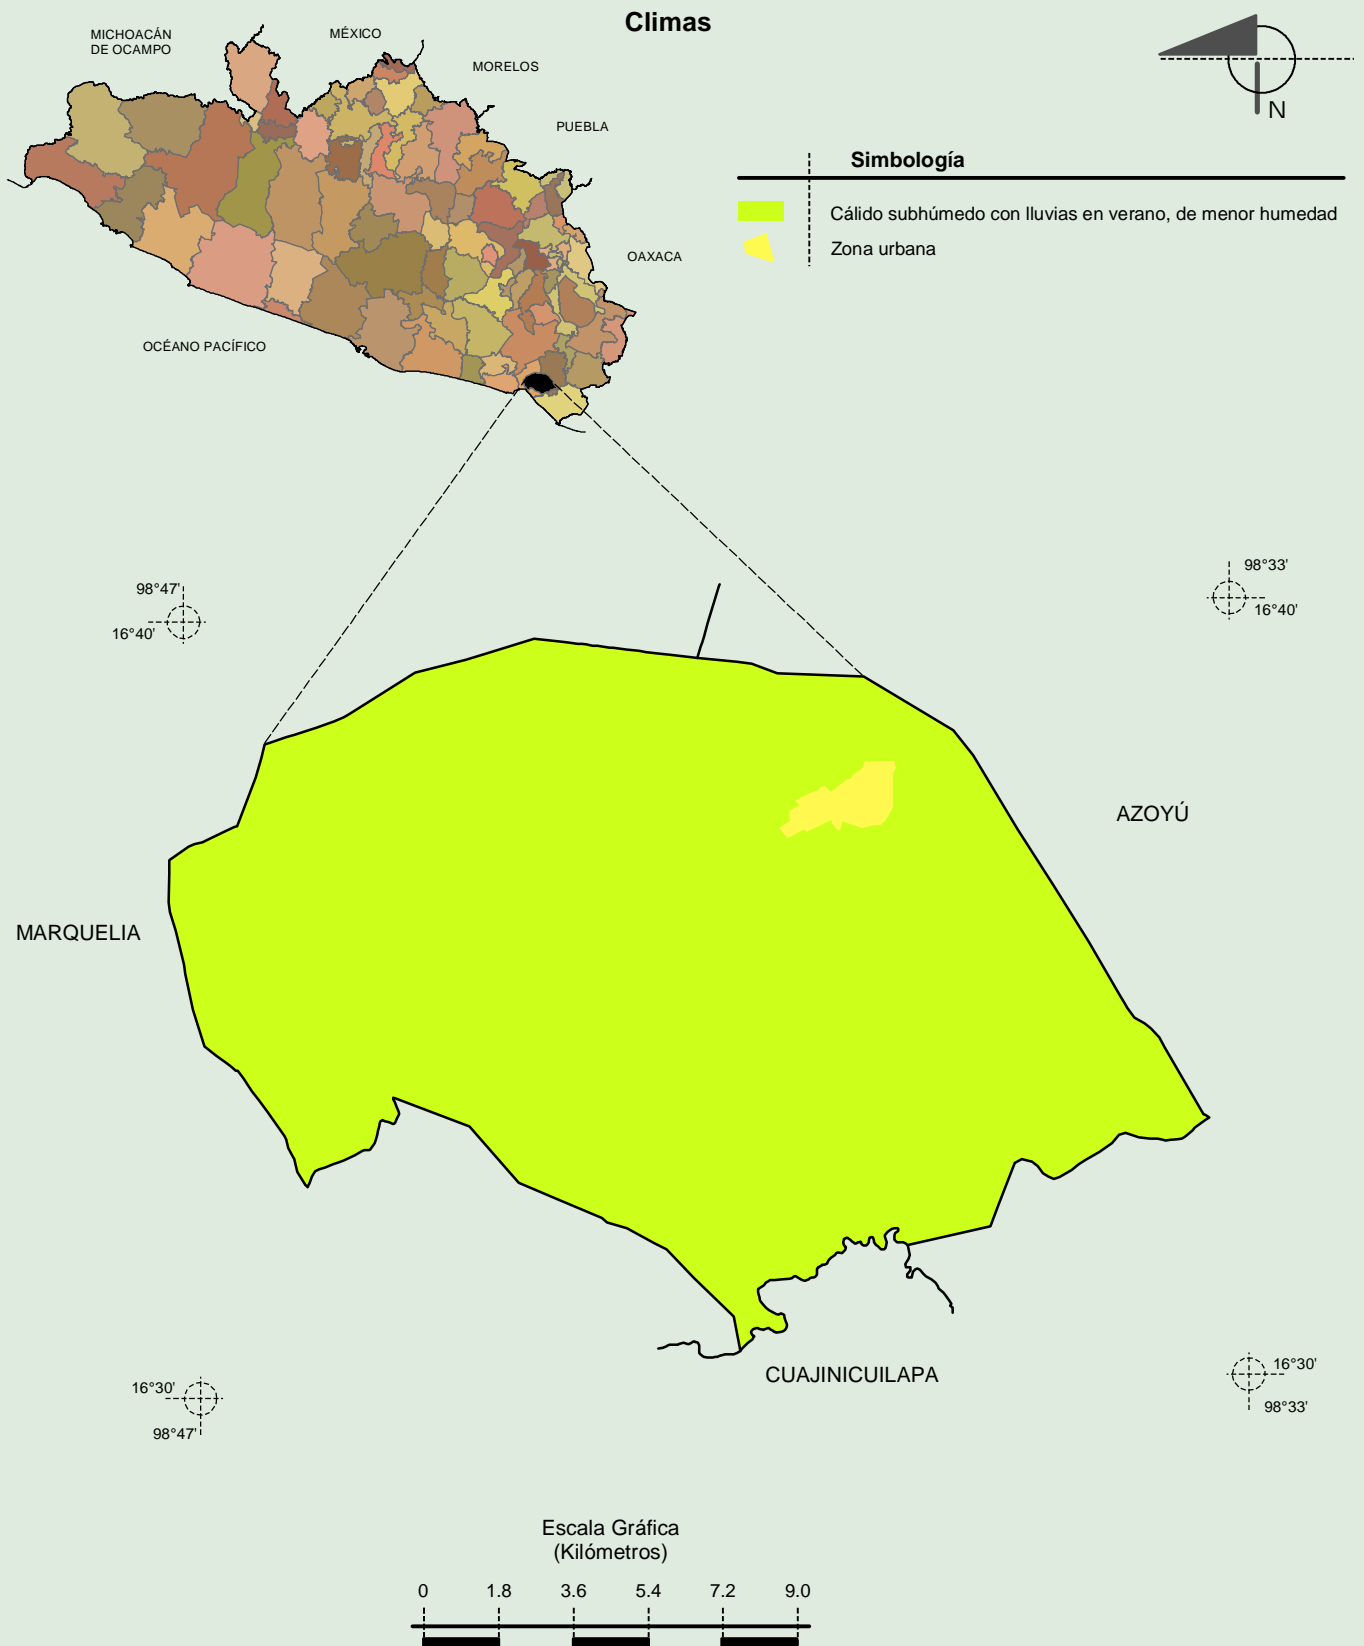 Climas
MICHOACÁN
DE OCAMPO
MÉXICO
MORELOS
PUEBLA
OAXACA
OCÉANO PACÍFICO
N
Simbología
Cálido subhúmedo con lluvias en verano, de menor humedad
Zona urbana
98°47'
16°40'
98°33'
16°40'
AZOYÚ
MARQUELIA
CUAJINICUILAPA
16°30'
98°47'
16°30'
98°33'
Escala Gráfica
(Kilómetros)
0 1.8 3.6 5.4 7.2 9.0